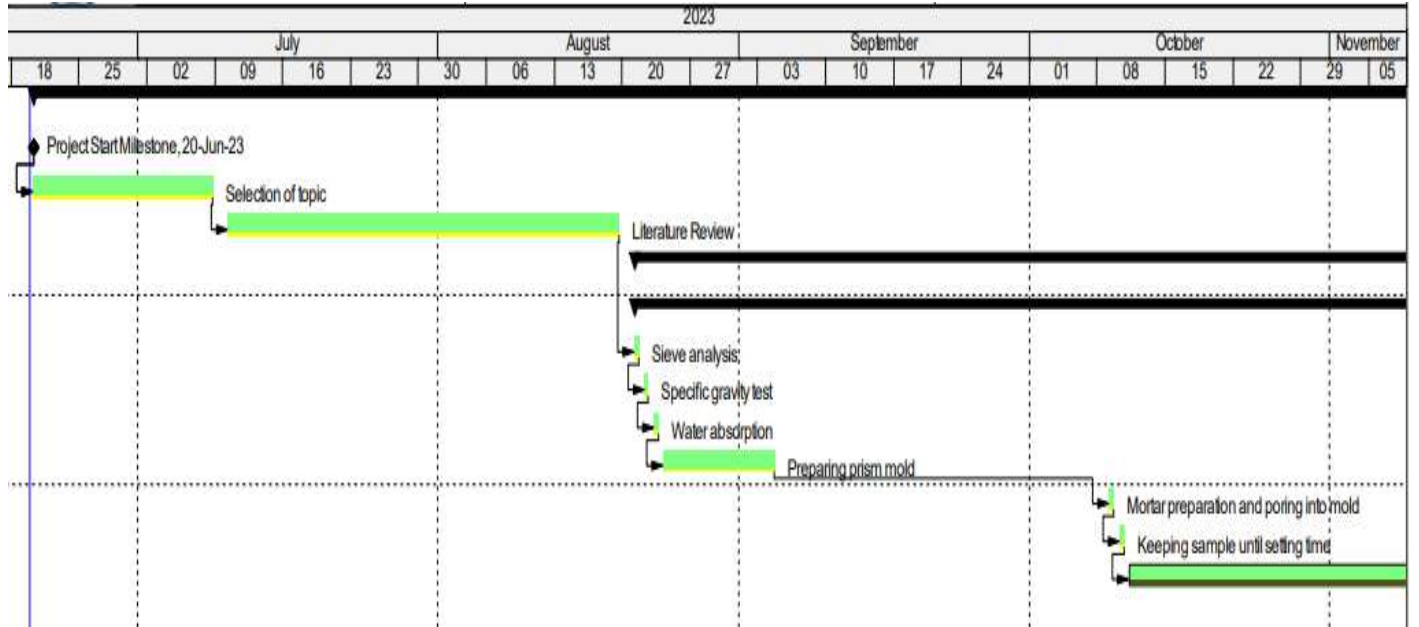 2023
July August September October November
18 25 02 09 16 23 30 06 13 20 27 03 10 17 24 01 08 15 22 29 05
Project Start Milestone, 20-Jun-23
Selection of topic
Literature Review
Sieve analysis;
Specific gravity test
Water absdrption
Preparing prism mold
Mortar preparation and poring into mold
Keeping sample until setting time